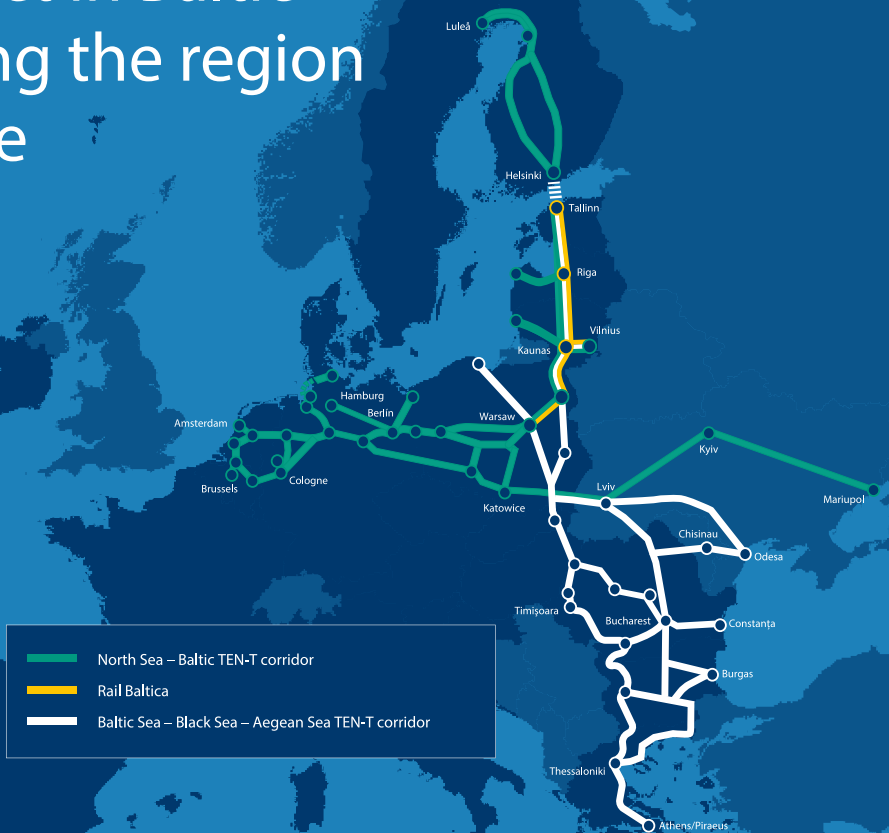 ng the region
e
Luleå
Helsinki
Tallinn
Riga
Vilnius
Kaunas
Hamburg
Berlin
Warsaw
Amsterdam
Cologne
Brussels
Katowice
Lviv
Kyiv
Mariupol
Chisinau
Odesa
Timișoara
Bucharest
Constanța
Burgas
Thessaloniki
Athens/Piraeus
North Sea – Baltic TEN-T corridor
Rail Baltica
Baltic Sea – Black Sea – Aegean Sea TEN-T corridor